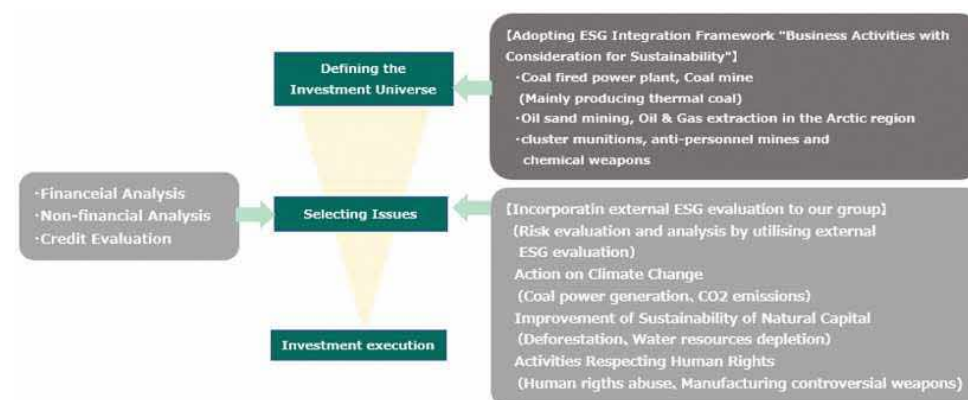 Defining the
Investment Universe
【Adopting ESG Integration Framework "Business Activities with
Consideration for Sustainability"】
・Coal fired power plant, Coal mine
(Mainly producing thermal coal)
・Oil sand mining, Oil & Gas extraction in the Arctic region
・cluster munitions, anti-personnel mines and
chemical weapons
・Financeial Analysis
・Non-financial Analysis
・Credit Evaluation
Selecting Issues
【Incorporatin external ESG evaluation to our group】
(Risk evaluation and analysis by utilising external
ESG evaluation)
Action on Climate Change
(Coal power generation、CO2 emissions)
Improvement of Sustainability of Natural Capital
(Deforestation、Water resources depletion)
Activities Respecting Human Rights
(Human rigths abuse、Manufacturing controversial weapons)
Investment execution